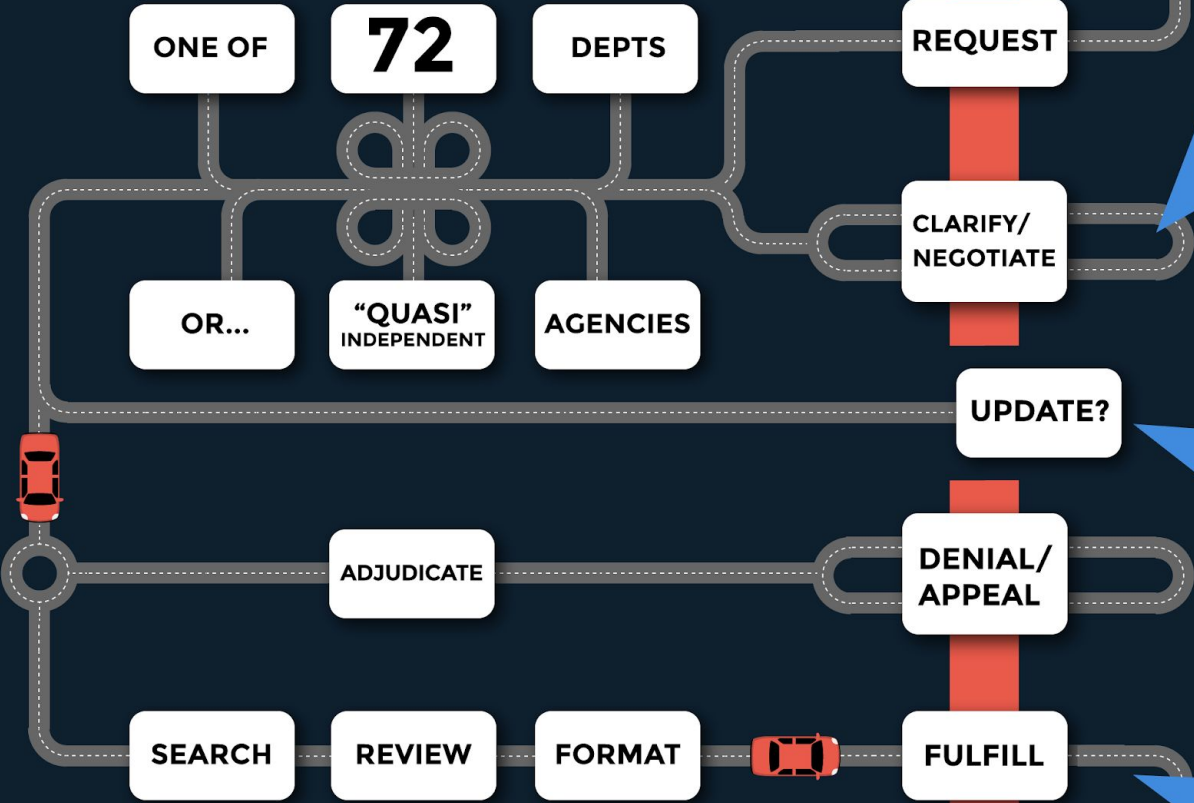 ONE OF
72
DEPTS
REQUEST
OR...
“QUASI”
INDEPENDENT
AGENCIES
CLARIFY/
NEGOTIATE
UPDATE?
ADJUDICATE
DENIAL/
APPEAL
SEARCH
REVIEW
FORMAT
FULFILL